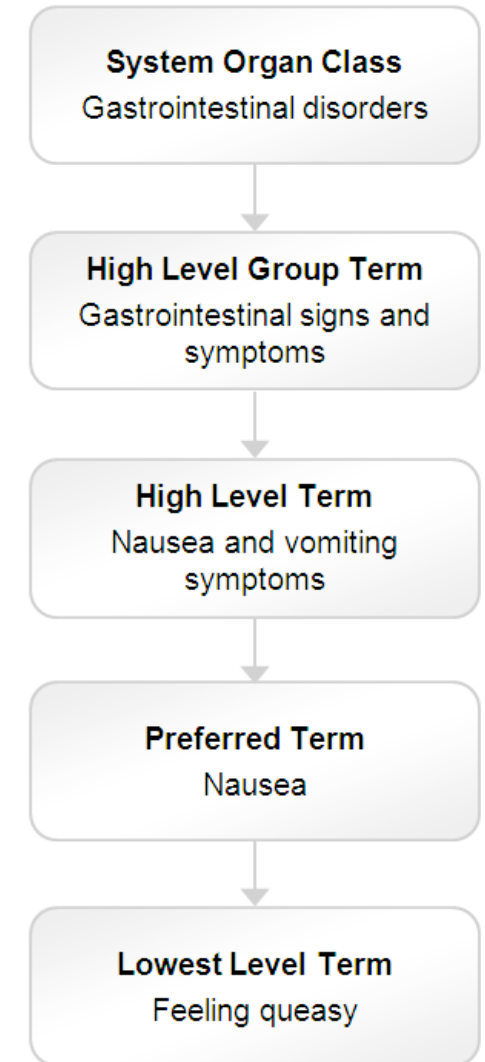 System Organ Class
Gastrointestinal disorders
High Level Group Term
Gastrointestinal signs and
symptoms
High Level Term
Nausea and vomiting
symptoms
Preferred Term
Nausea
Lowest Level Term
Feeling queasy